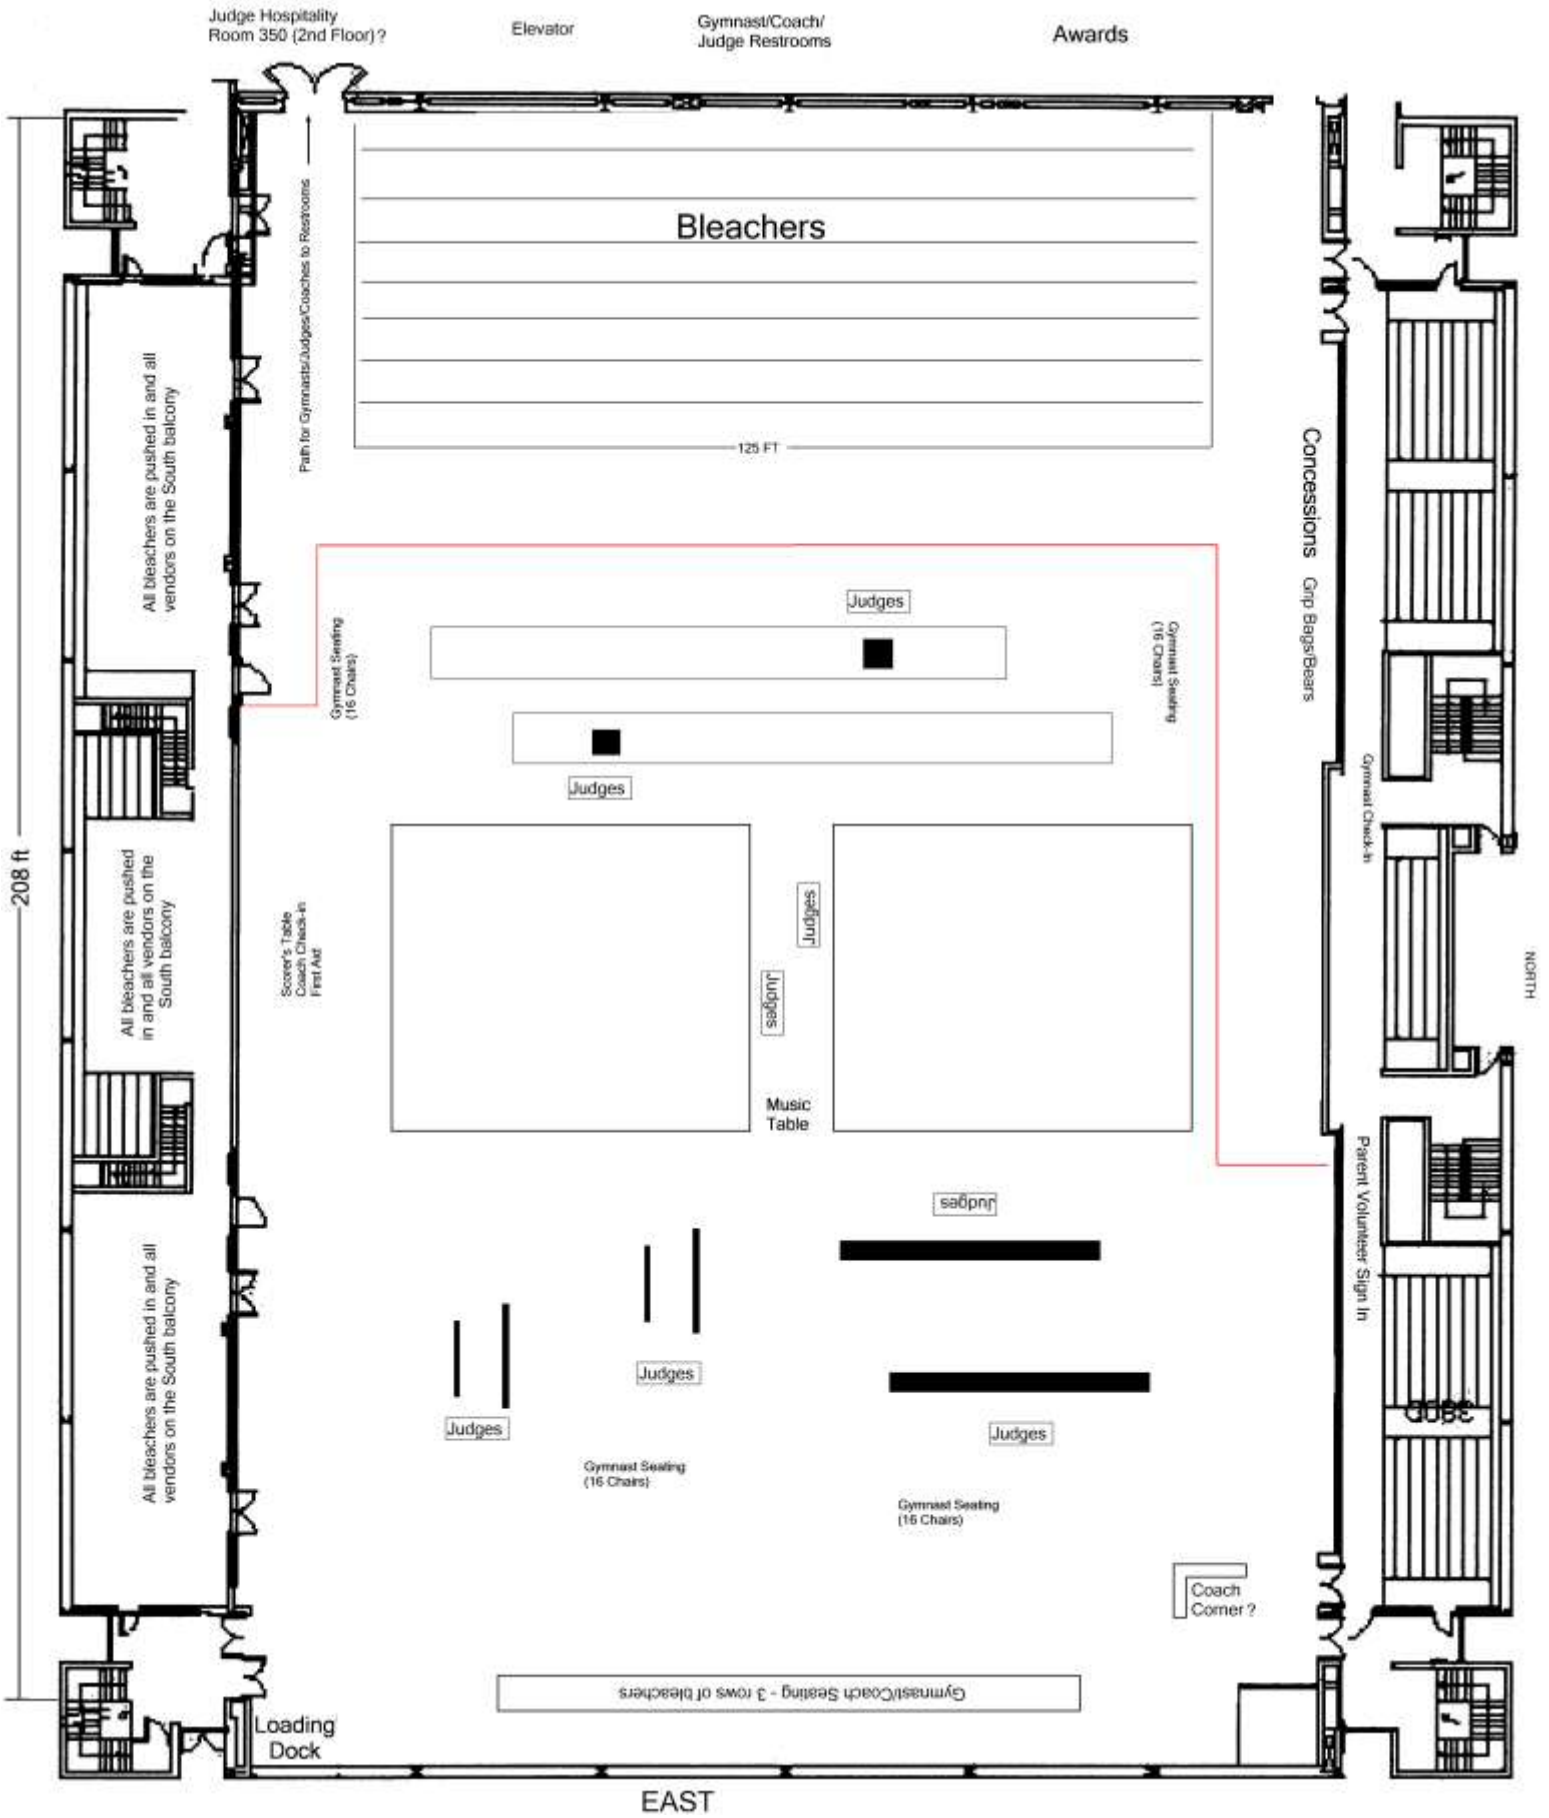 Judge Hospitality
Room 350 (2nd Floor)?
Elevator
Gymnast/Coach/
Judge Restrooms
Awards
Path for Gymnasts/Judges/Coaches to Restrooms
Bleachers
125 FT
All bleachers are pushed in and all
vendors on the South balcony
Concessions
Grip Bags/Bears
Judges
Gymnast Seating
(16 Chairs)
Gymnast Seating
(16 Chairs)
Judges
Gymnast Check-In
208 ft
All bleachers are pushed
in and all vendors on the
South balcony
Scorer's Table
Coach Check-in
First Aid
Judges
Judges
NORTH
Music
Table
Parent Volunteer Sign In
Judges
All bleachers are pushed in and all
vendors on the South balcony
Judges
Judges
Judges
Gymnast Seating
(16 Chairs)
Gymnast Seating
(16 Chairs)
Coach
Corner ?
Gymnast/Coach Seating - 3 rows of bleachers
Loading
Dock
EAST